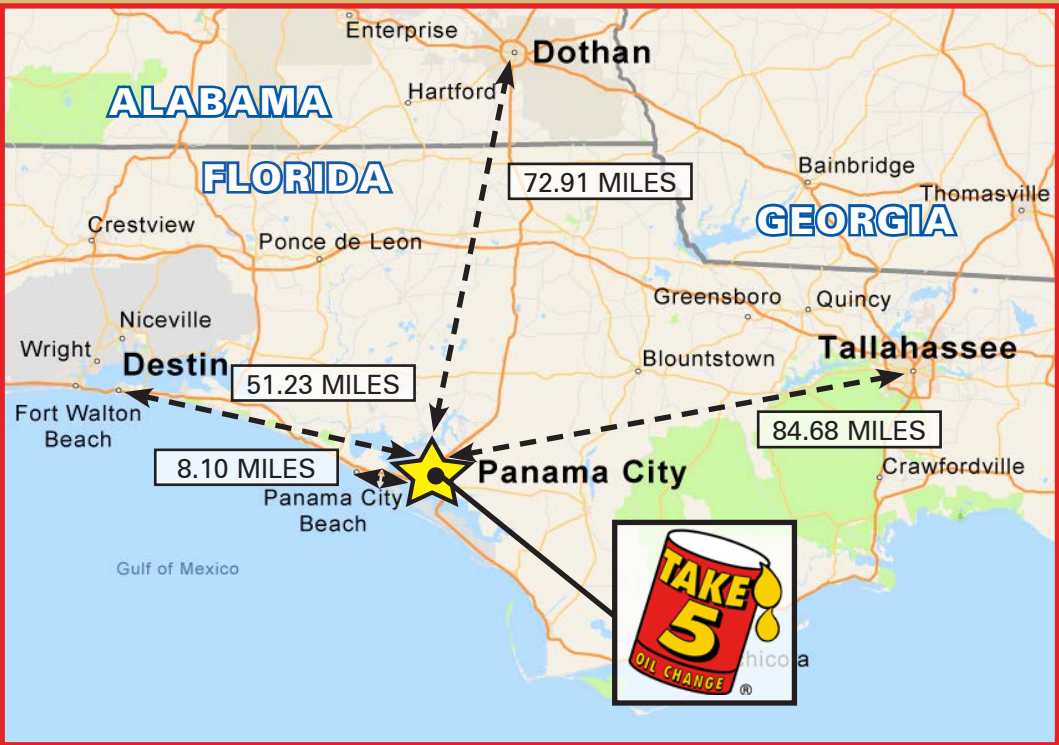 Enterprise
Dothan
Hartford
ALABAMA
FLORIDA
72.91 MILES
Bainbridge
Thomasville
GEORGIA
Crestview
Ponce de Leon
Greensboro
Quincy
Niceville
Wright
Destin
51.23 MILES
Blountstown
Tallahassee
Fort Walton
Beach
84.68 MILES
8.10 MILES
Panama City
Crawfordville
Panama City
Beach
Gulf of Mexico
TAKE
5
OIL CHANGE
®